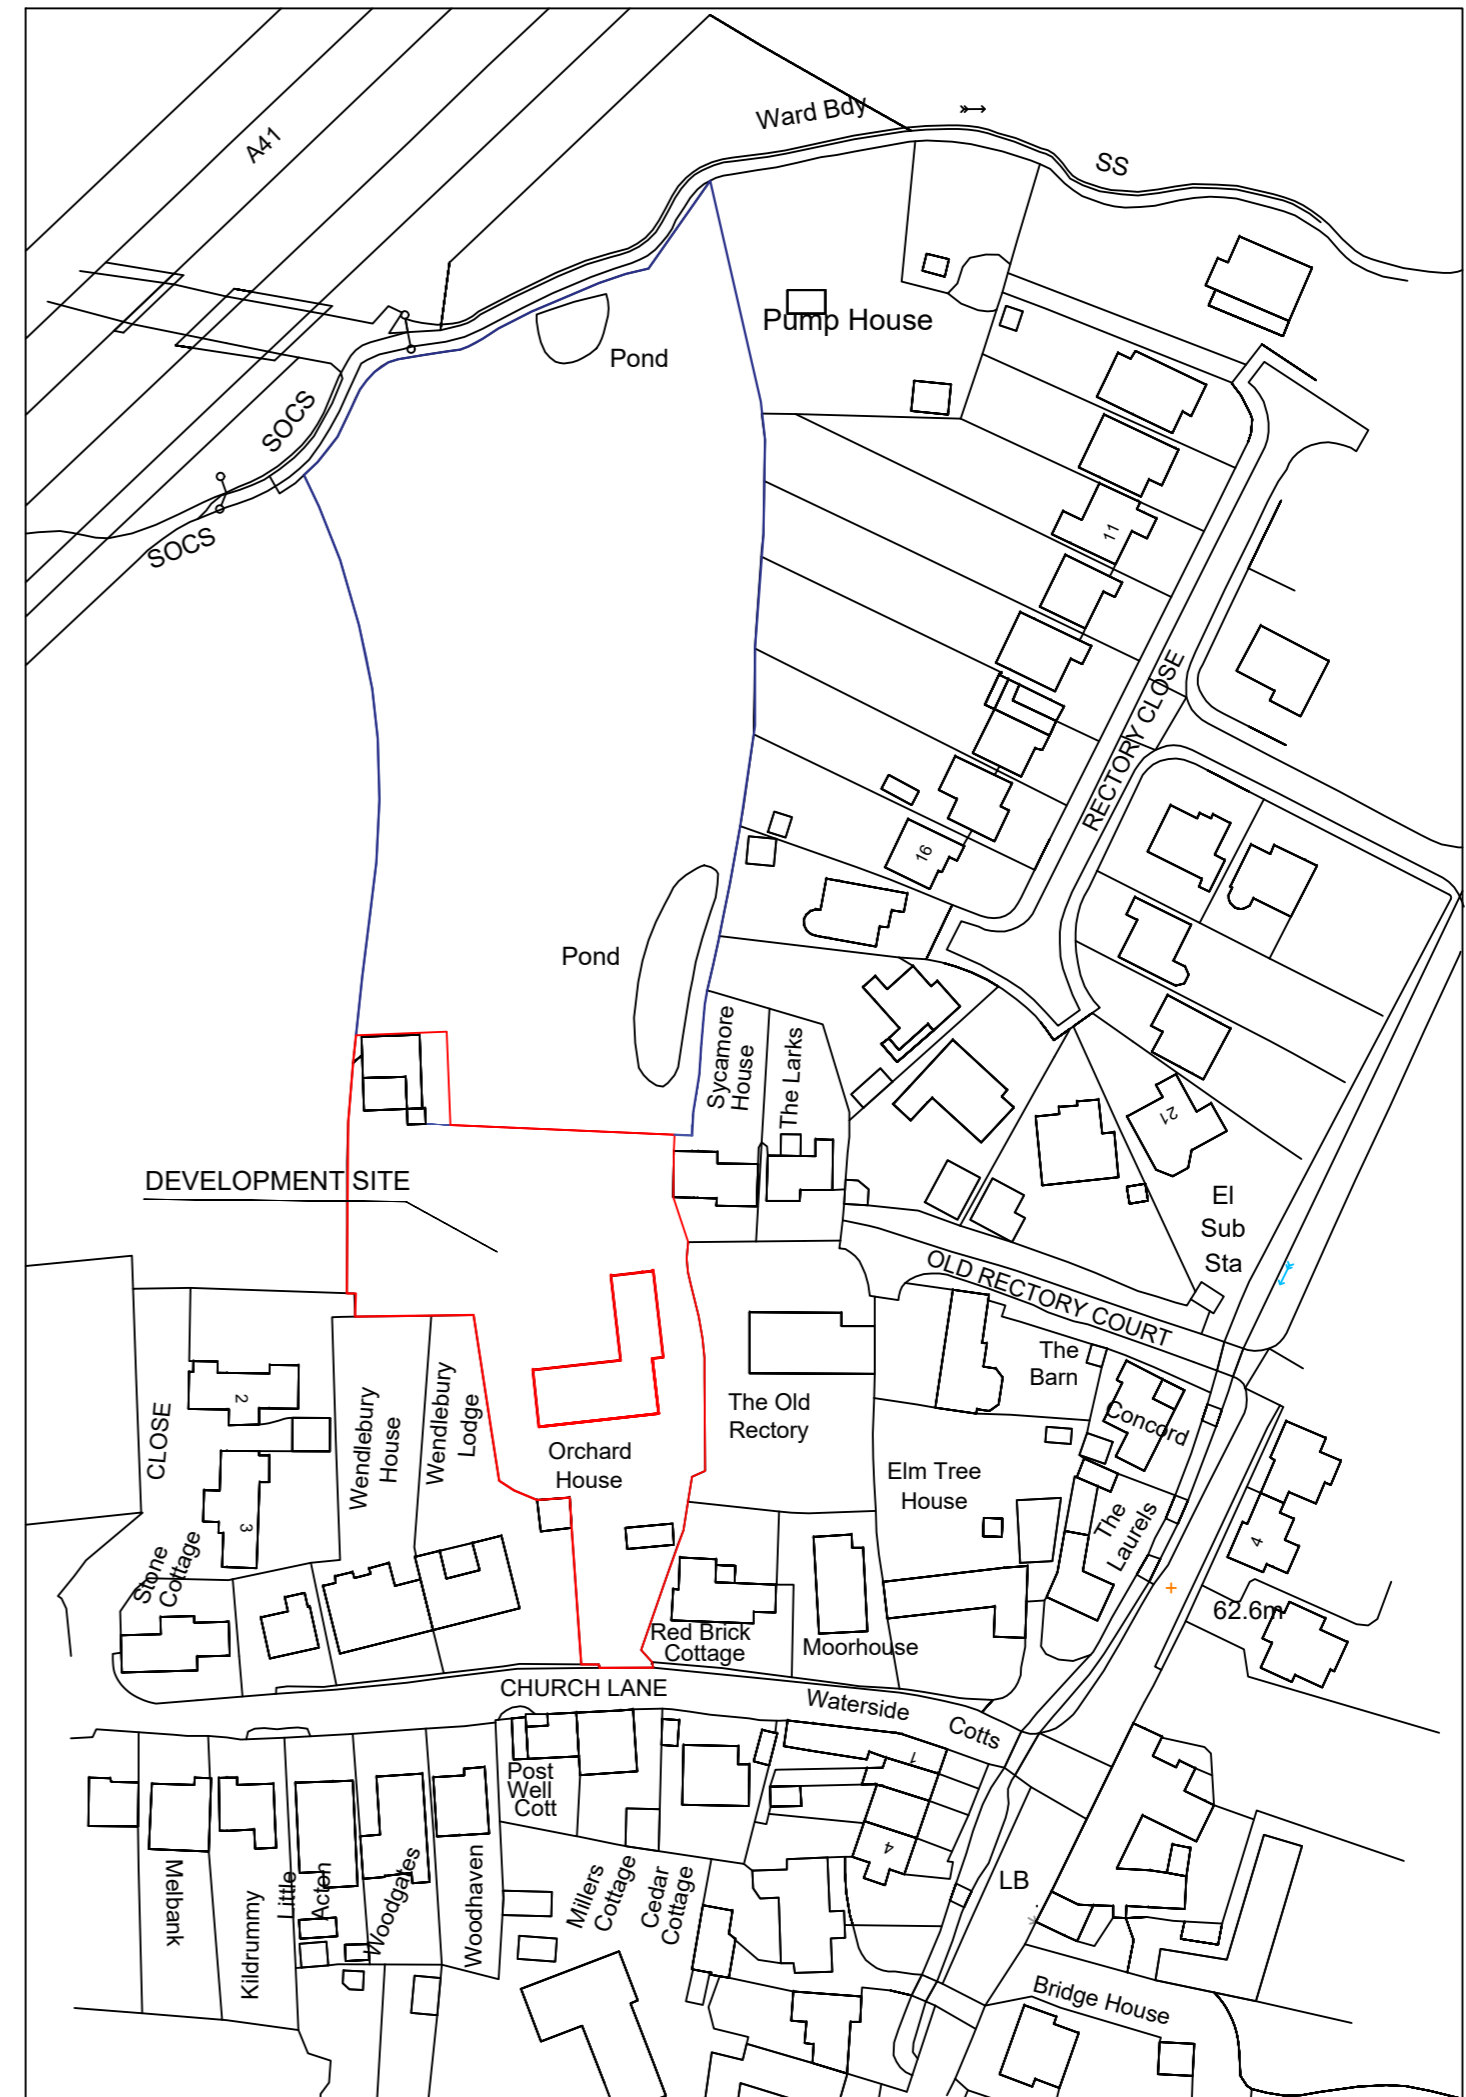 Ward Bdy
A41
SS
Pump House
Pond
SOCS
SOCS
11
RECTORY CLOSE
16
Pond
Sycamore
House
The Larks
21
DEVELOPMENT SITE
El
Sub
Sta
OLD RECTORY COURT
The
Barn
Concord
CLOSE
2
Wendlebury
House
Wendlebury
Lodge
The Old
Rectory
Orchard
House
Elm Tree
House
The
Laurels
3
4
Stone
Cottage
62.6m
Red Brick
Cottage
Moorhouse
CHURCH LANE
Waterside
Cotts
1
Post
Well
Cott
4
LB
Melbank
Kildrummy
Little
Acten
Woodgates
Woodhaven
Millers
Cottage
Cedar
Cottage
Bridge House